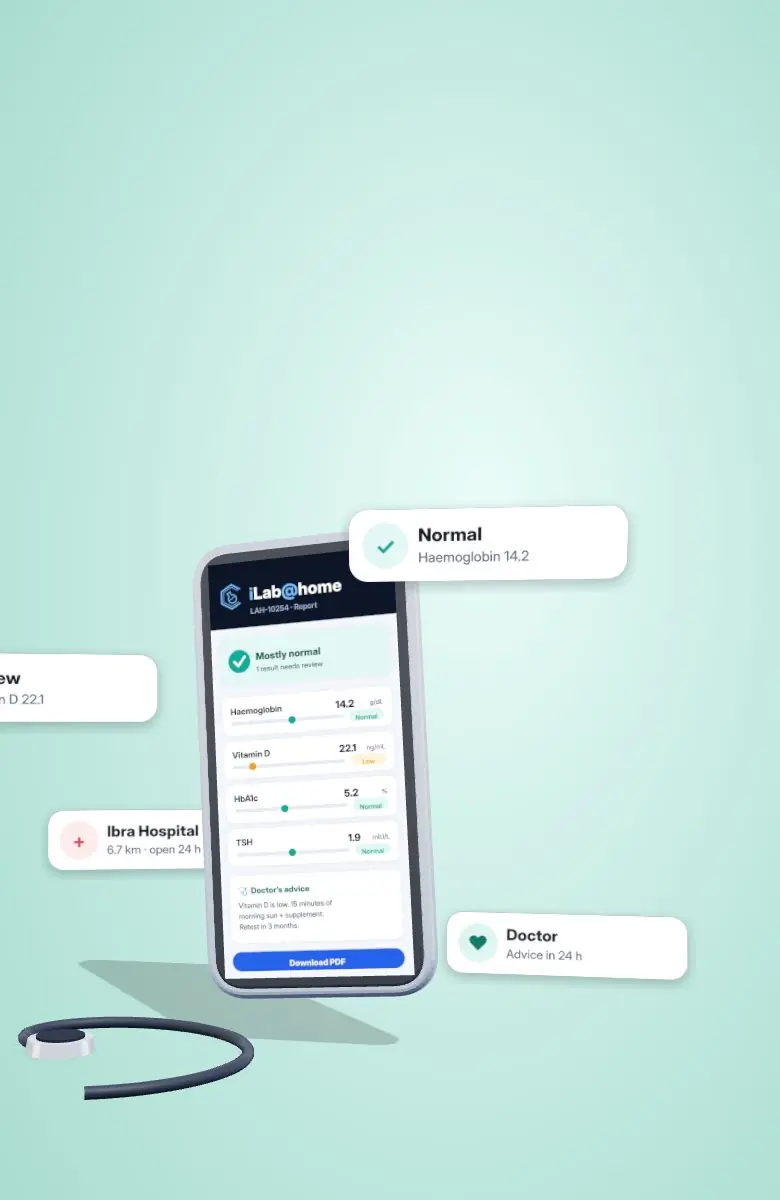 Normal
Haemoglobin 14.2
iLab@home
LAH-10254 · Report
Mostly normal
1 result needs review
ew
n D 22.1
Haemoglobin 14.2 g/dL
Normal
Vitamin D 22.1 ng/mL
Low
HbA1c 5.2 %
Normal
Ibra Hospital
6.7 km · open 24 h
TSH 1.9 mIU/L
Normal
Doctor's advice
Vitamin D is low. 15 minutes of
morning sun + supplement.
Retest in 3 months.
Doctor
Advice in 24 h
Download PDF